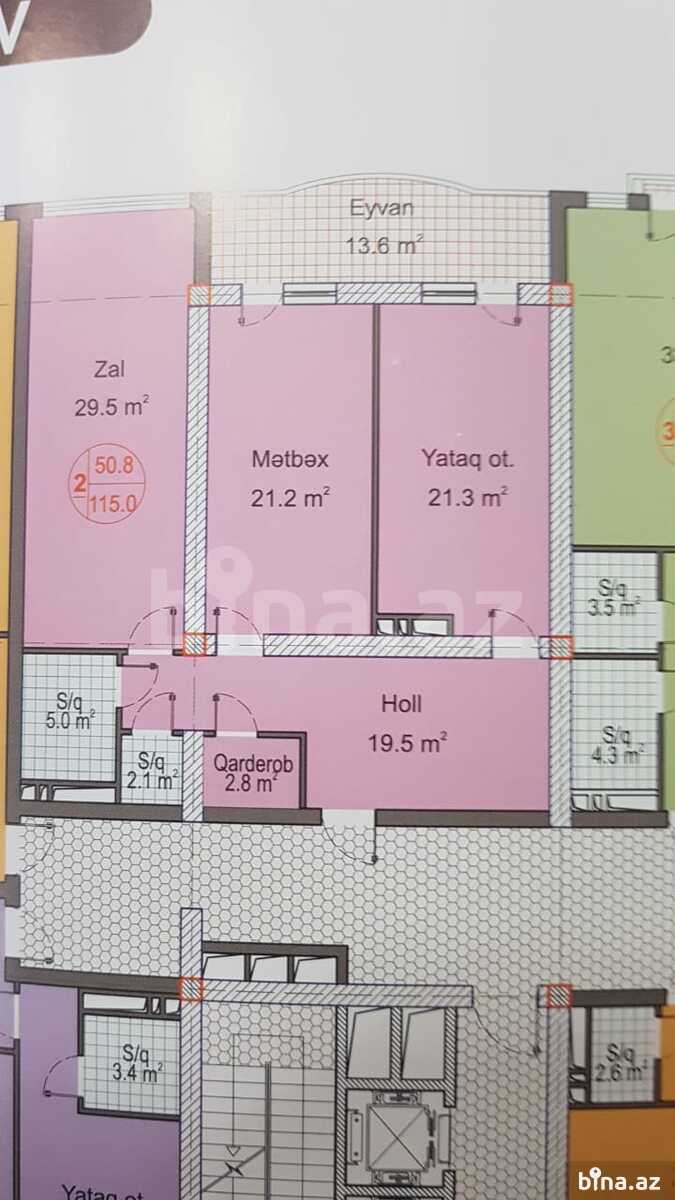 V
Eyvan
13.6 m²
Zal
29.5 m²
2 50.8
115.0
Mətbəx
21.2 m²
Yataq ot.
21.3 m²
3
3
bina.az
S/q
3.5 m²
S/q
5.0 m²
Holl
19.5 m²
S/q
4.3 m²
S/q
2.1 m²
Qarderob
2.8 m²
S/q
3.4 m²
S/q
2.6 m²
Yataq ot.
bina.az